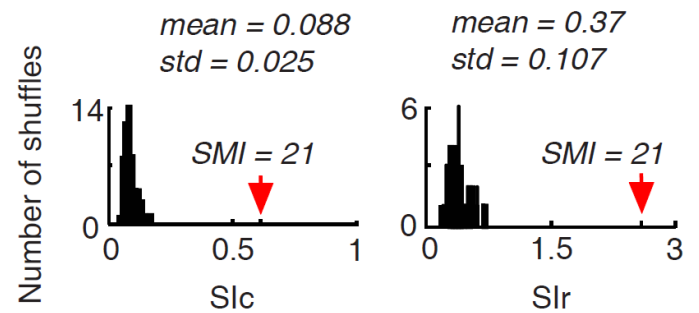 mean = 0.088
std = 0.025
mean = 0.37
std = 0.107
Number of shuffles
14
0
SMI = 21
0
0.5
1
SIc
6
0
SMI = 21
0
1.5
3
SIr